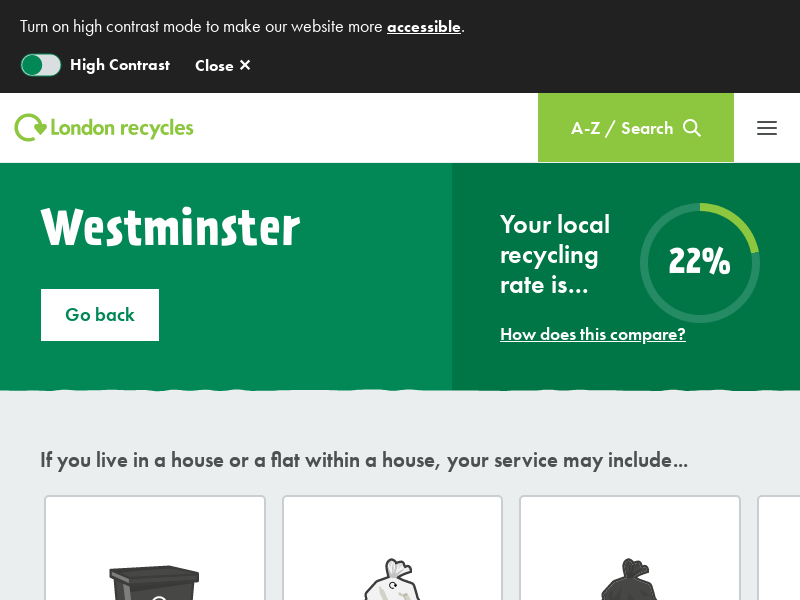 Turn on high contrast mode to make our website more accessible.
High Contrast Close ✕
London recycles
A-Z / Search
Westminster
Go back
Your local
recycling
rate is...
22%
How does this compare?
If you live in a house or a flat within a house, your service may include...